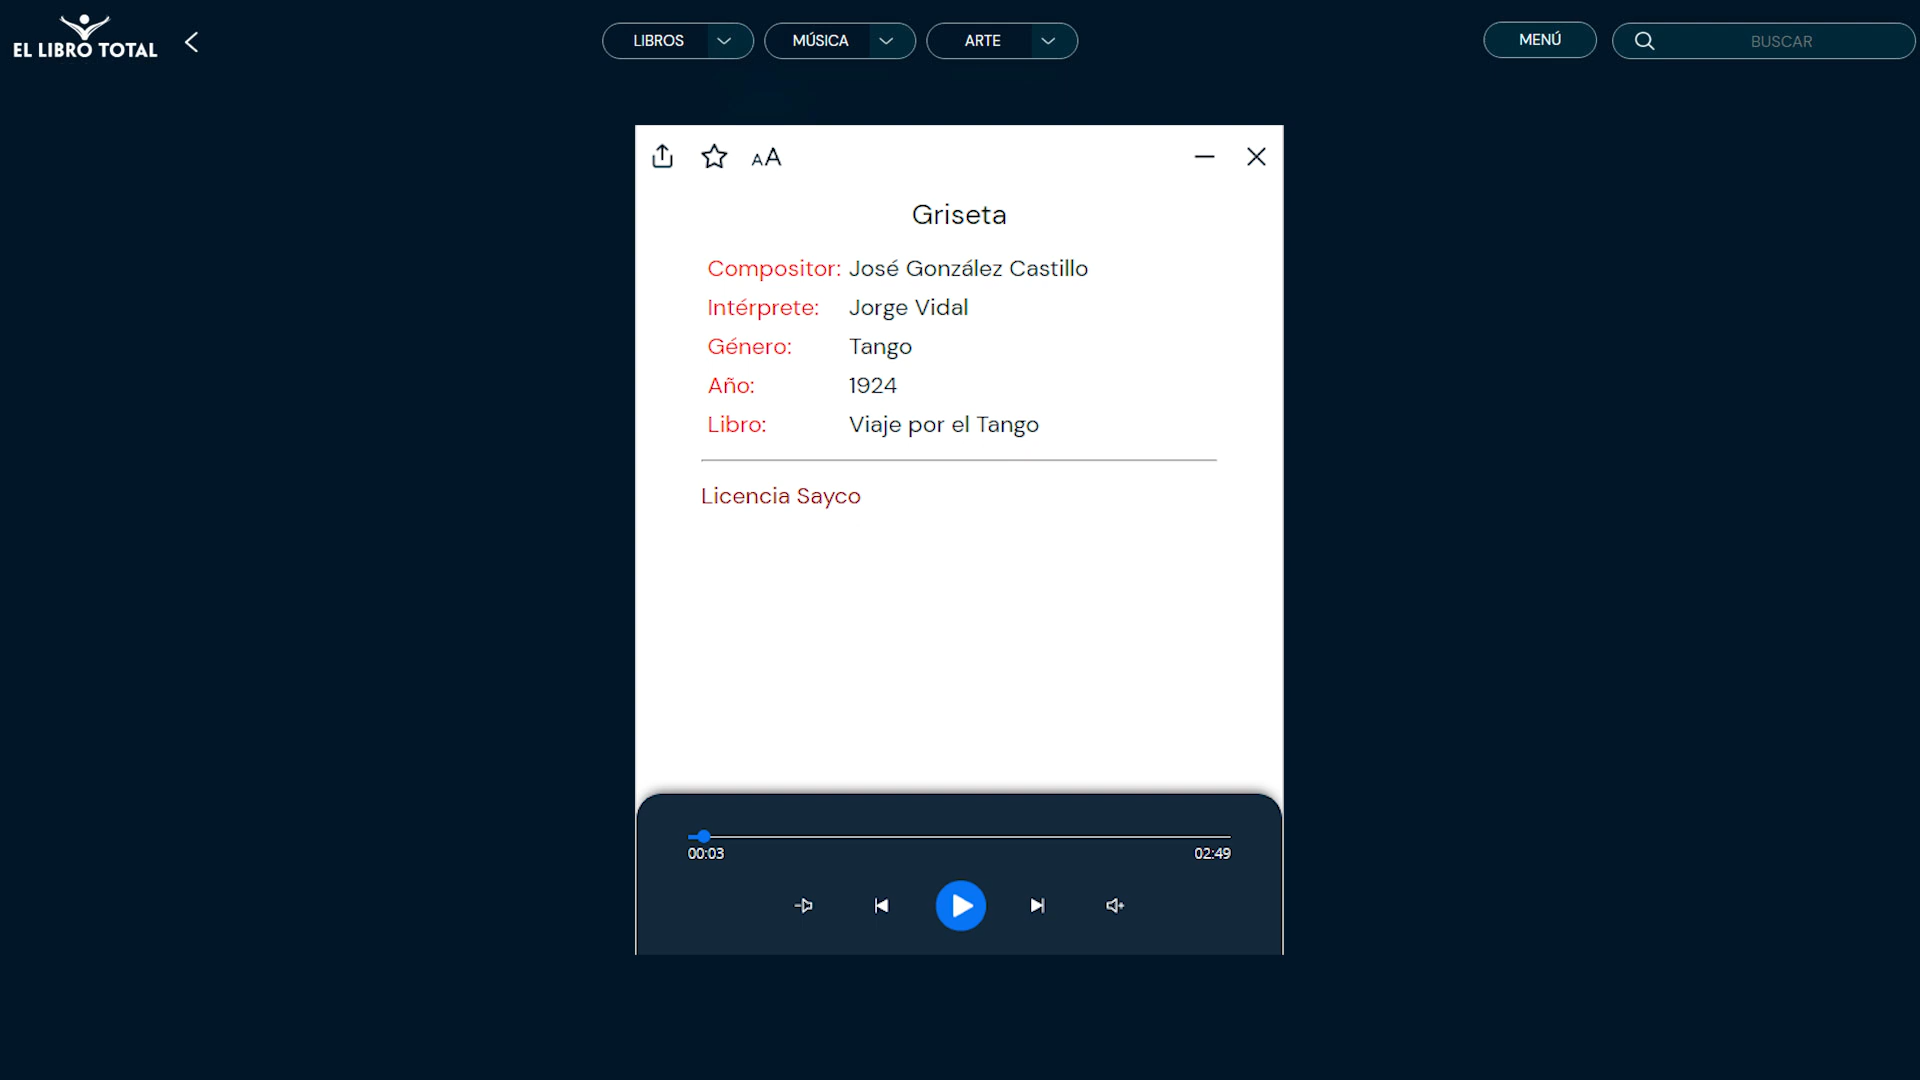 EL LIBRO TOTAL
LIBROS
MÚSICA
ARTE
MENÚ
BUSCAR
AA
Griseta
Compositor: José González Castillo
Intérprete: Jorge Vidal
Género: Tango
Año: 1924
Libro: Viaje por el Tango
Licencia Sayco
00:03
02:49